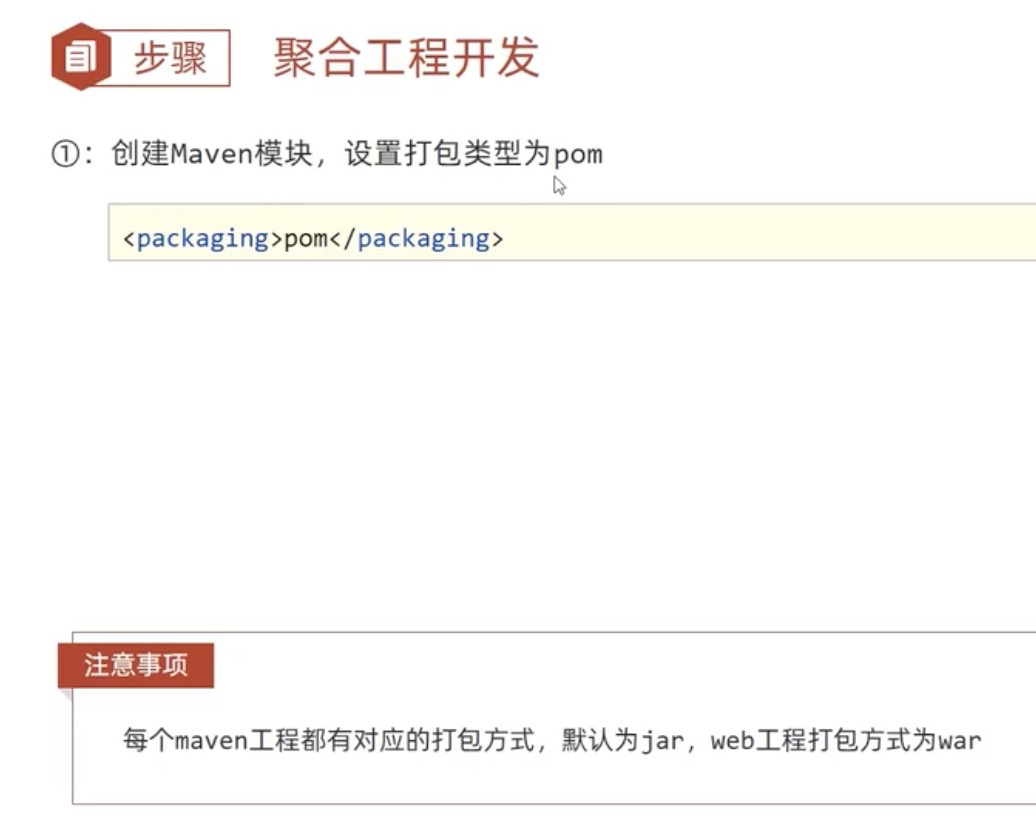 步骤 聚合工程开发
①：创建Maven模块，设置打包类型为pom
<packaging>pom</packaging>
注意事项
每个maven工程都有对应的打包方式，默认为jar，web工程打包方式为war